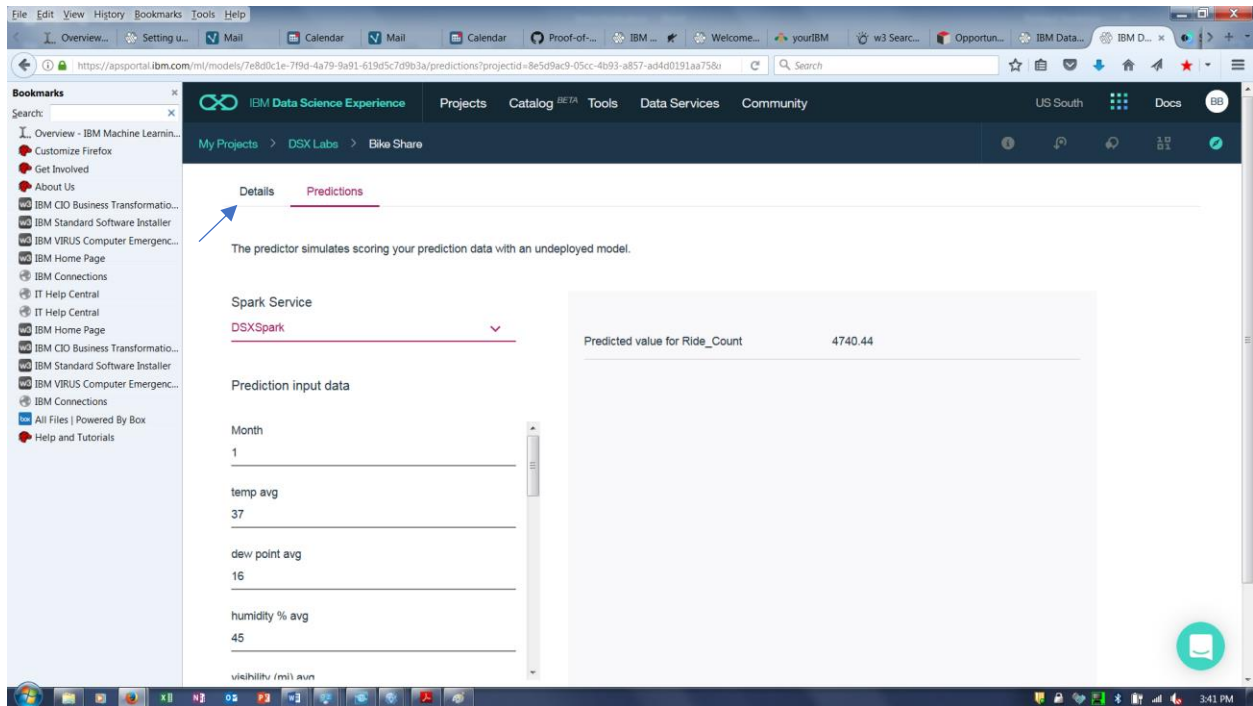 File Edit View History Bookmarks Tools Help
Overview... Setting u... Mail Calendar Mail Calendar Proof-of-... IBM ... Welcome... yourIBM w3 Searc... Opportun... IBM Data... IBM D... ×
https://apsportal.ibm.com/ml/models/7e8d0c1e-7f9d-4a79-9a91-619d5c7d9b3a/predictions?projectid=8e5d9ac9-05cc-4b93-a857-ad4d0191aa758 Search
Bookmarks ×
Search: ×
Overview - IBM Machine Learnin...
Customize Firefox
Get Involved
About Us
IBM CIO Business Transformatio...
IBM Standard Software Installer
IBM VIRUS Computer Emergenc...
IBM Home Page
IBM Connections
IT Help Central
IT Help Central
IBM Home Page
IBM CIO Business Transformatio...
IBM Standard Software Installer
IBM VIRUS Computer Emergenc...
IBM Connections
All Files | Powered By Box
Help and Tutorials
IBM Data Science Experience Projects Catalog BETA Tools Data Services Community US South Docs BB
My Projects > DSX Labs > Bike Share
Details Predictions
The predictor simulates scoring your prediction data with an undeployed model.
Spark Service
DSXSpark
Predicted value for Ride_Count 4740.44
Prediction input data
Month
1
temp avg
37
dew point avg
16
humidity % avg
45
visibility (mi) avg
3:41 PM